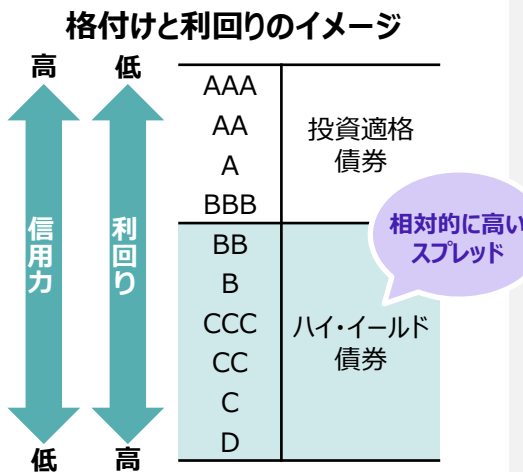 格付けと利回りのイメージ
高 低
信用力
利回り
低 高
AAA
AA
A
BBB
投資適格
債券
BB
B
CCC
CC
C
D
ハイ・イールド
債券
相対的に高い
スプレッド